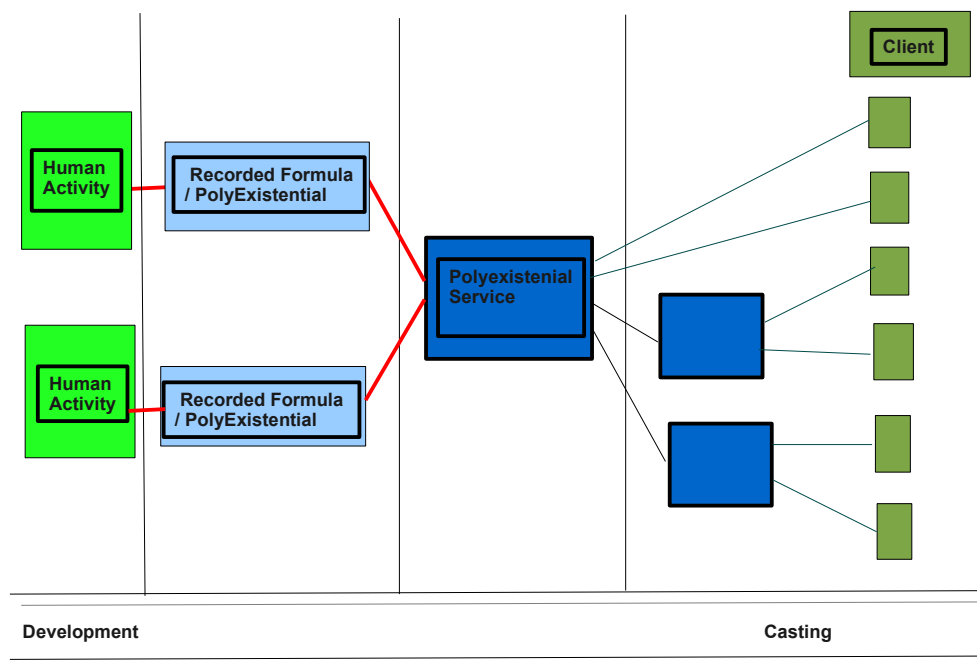 Client
Human
Activity
Recorded Formula
/ PolyExistential
Polyexistenial
Service
Human
Activity
Recorded Formula
/ PolyExistential
Development
Casting